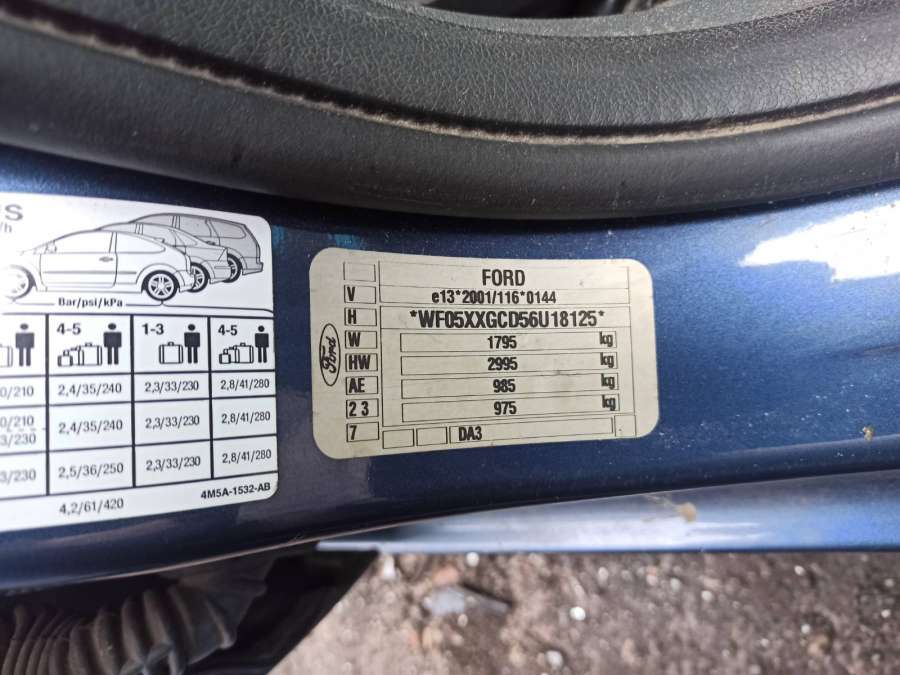 /h
Bar/psi/kPa
4-5 1-3 4-5
0/210 2,4/35/240 2,3/33/230 2,8/41/280
0/210
3/230 2,4/35/240 2,3/33/230 2,8/41/280
3/230 2,5/36/250 2,3/33/230 2,8/41/280
4,2/61/420
4M5A-1532-AB
Ford
FORD
V e13*2001/116*0144
H *WF05XXGCD56U18125*
W 1795 kg
HW 2995 kg
AE 985 kg
2 3 975 kg
7 DA3